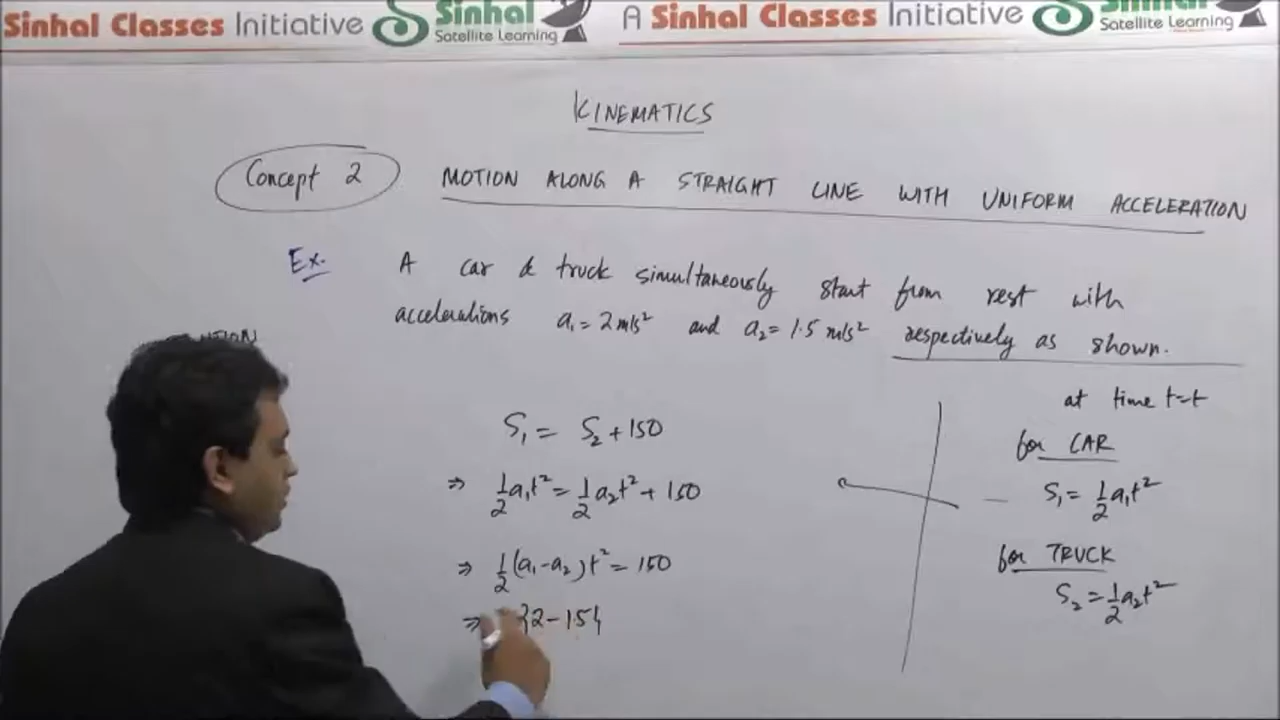 A Sinhal Classes Initiative Sinhal Satellite Learning A Sinhal Classes Initiative Sinhal Satellite Learning
KINEMATICS
Concept 2 MOTION ALONG A STRAIGHT LINE WITH UNIFORM ACCELERATION
Ex. A car & truck simultaneously start from rest with
accelerations a₁ = 2 m/s² and a₂ = 1.5 m/s² respectively as shown.
S₁ = S₂ + 150
⇒ 1/2 a₁t² = 1/2 a₂t² + 150
⇒ 1/2 (a₁ - a₂) t² = 150
⇒ {2 - 1.5}
at time t=t
for CAR
S₁ = 1/2 a₁t²
for TRUCK
S₂ = 1/2 a₂t²